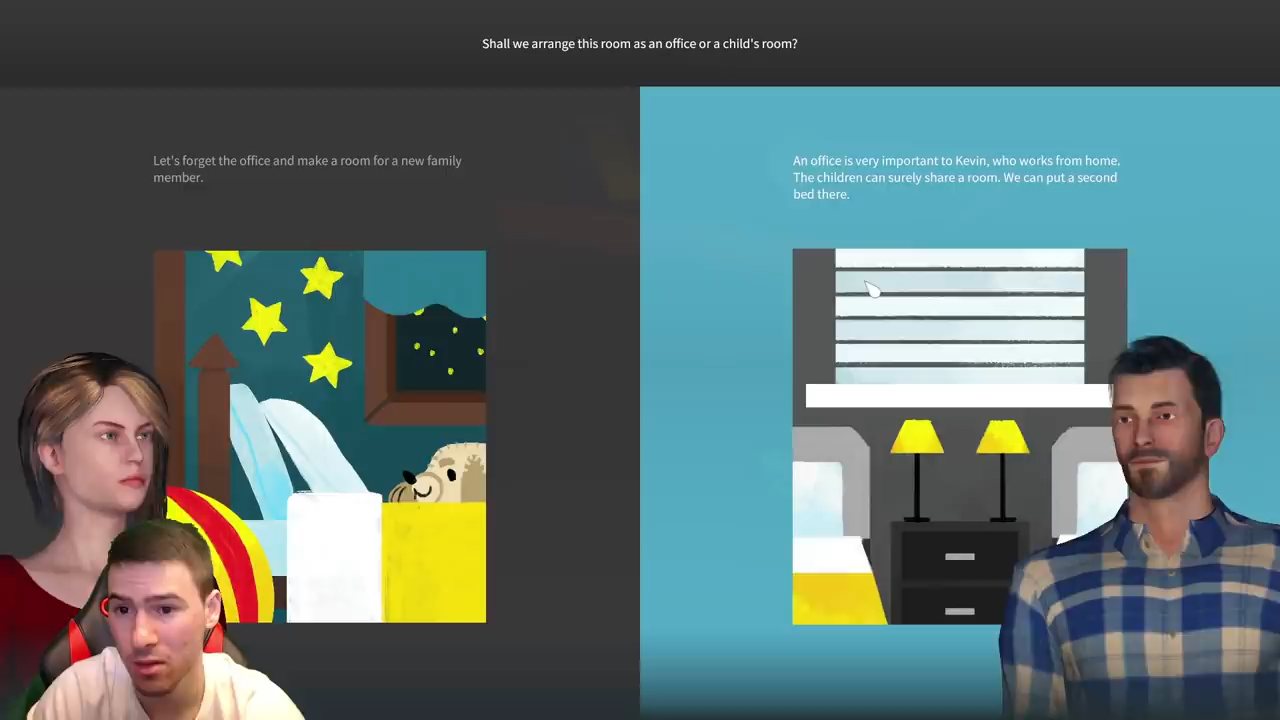 Shall we arrange this room as an office or a child's room?
Let's forget the office and make a room for a new family
member.
An office is very important to Kevin, who works from home.
The children can surely share a room. We can put a second
bed there.